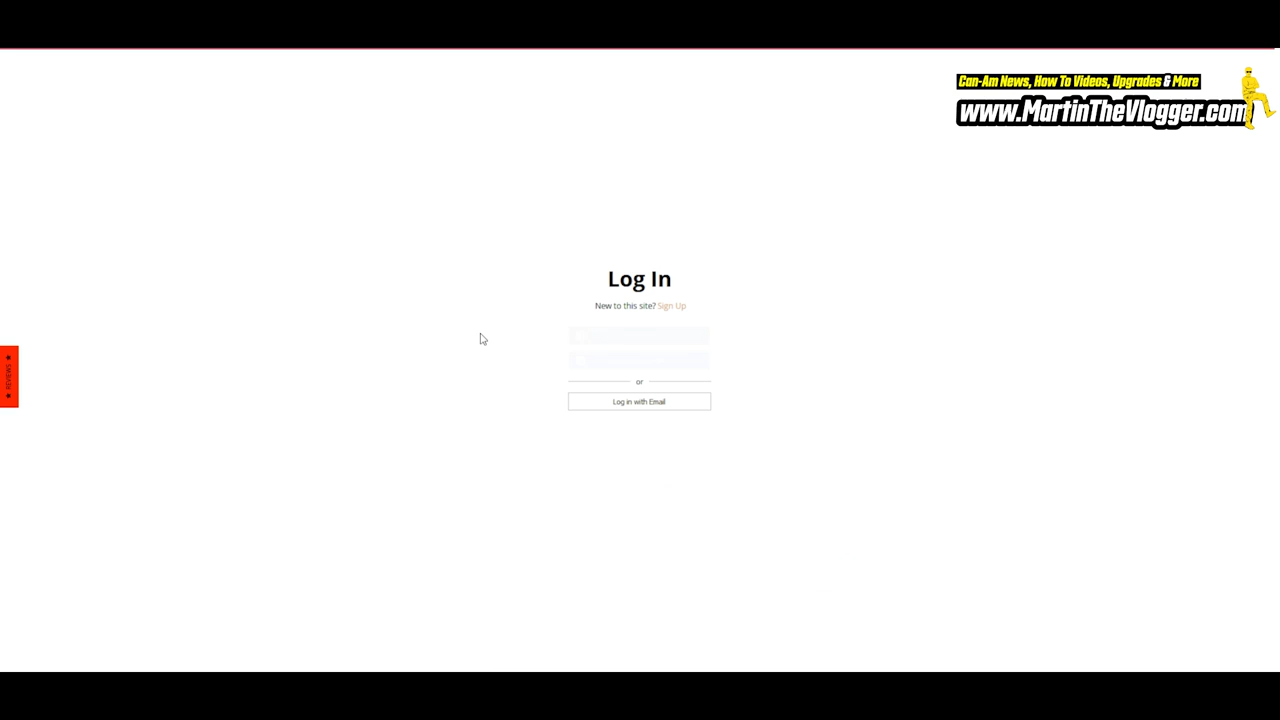 Can-Am News, How To Videos, Upgrades & More
www.MartinTheVlogger.com
Log In
New to this site? Sign Up
or
Log in with Email
★ REVIEWS ★